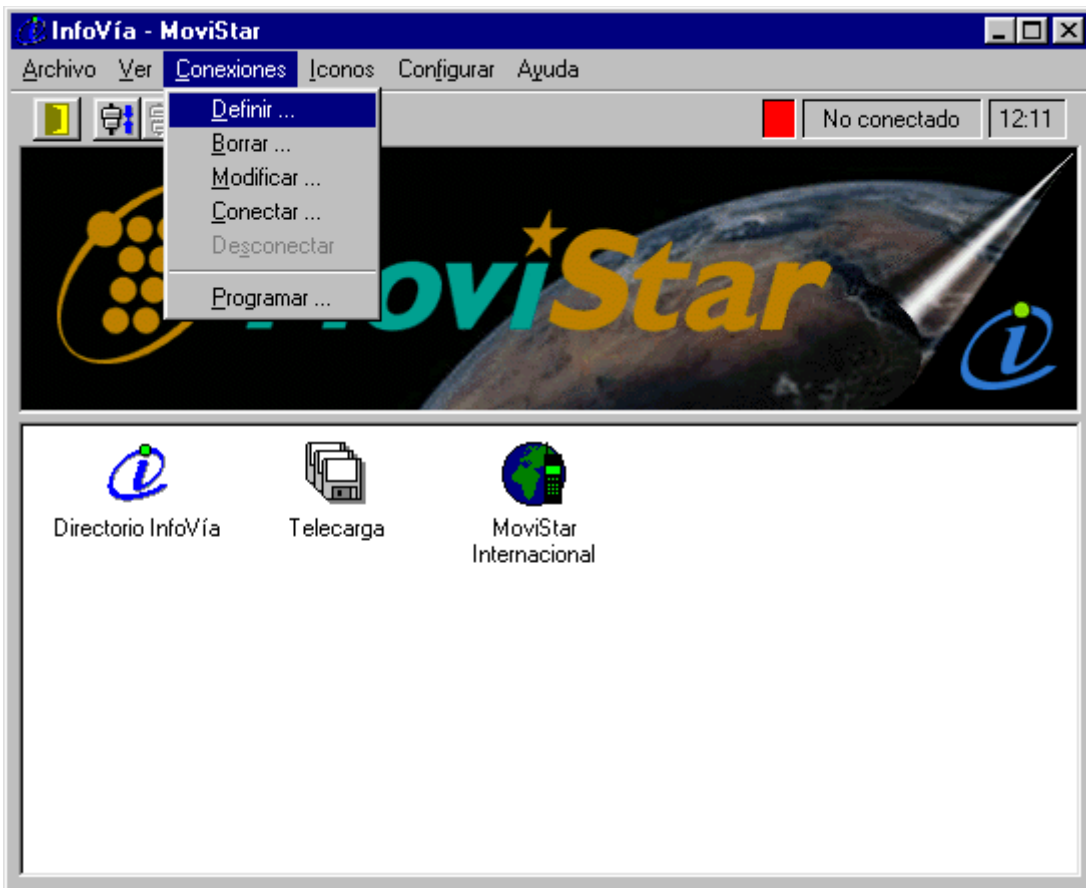 InfoVía - MoviStar
Archivo Ver Conexiones Iconos Configurar Ayuda
Definir ...
Borrar ...
Modificar ...
Conectar ...
Desconectar
Programar ...
No conectado 12:11
MoviStar
Directorio InfoVía
Telecarga
MoviStar
Internacional